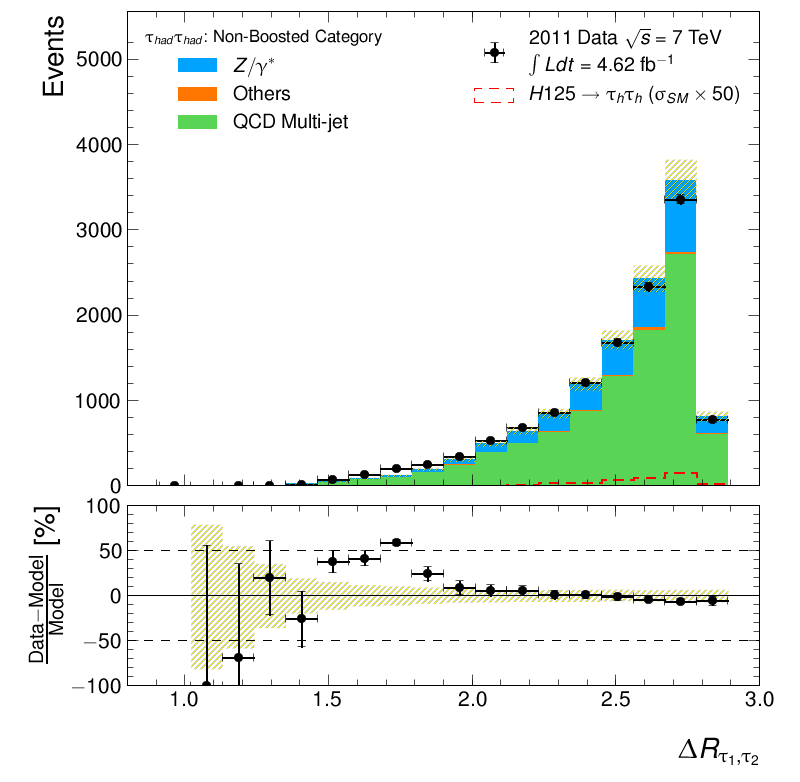 Events
τhadτhad: Non-Boosted Category
Z/γ*
Others
QCD Multi-jet
2011 Data √s = 7 TeV
∫ Ldt = 4.62 fb⁻¹
H125 → τhτh (σSM × 50)
5000
4000
3000
2000
1000
0
Data−Model
Model
[%]
100
50
0
−50
−100
1.0 1.5 2.0 2.5 3.0
ΔRτ1,τ2